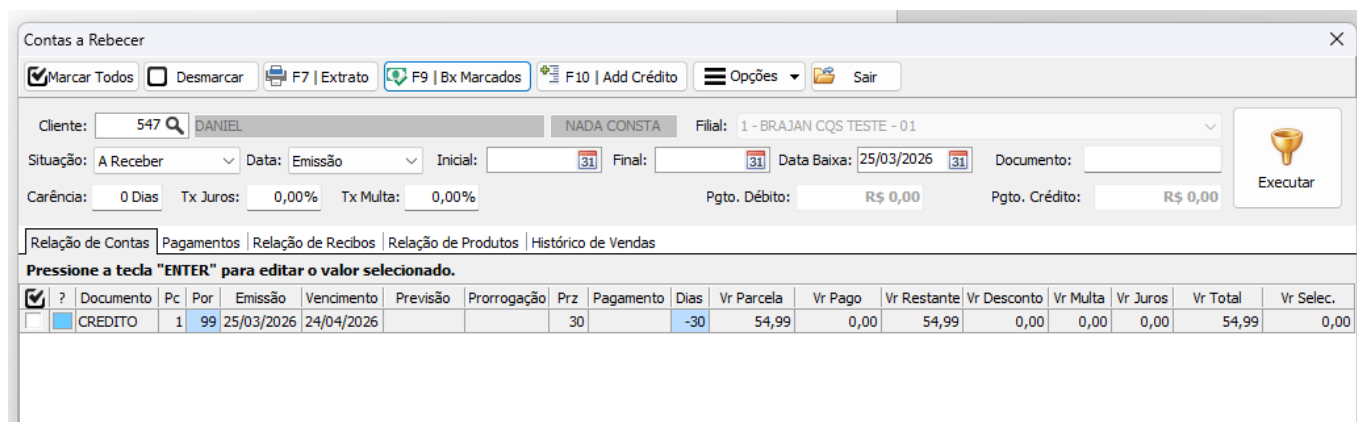 Contas a Rebecer
Marcar Todos Desmarcar F7 | Extrato F9 | Bx Marcados F10 | Add Crédito Opções Sair
Cliente: 547 DANIEL NADA CONSTA Filial: 1 - BRAJAN CQS TESTE - 01
Situação: A Receber Data: Emissão Inicial: 31 Final: 31 Data Baixa: 25/03/2026 31 Documento:
Executar
Carência: 0 Dias Tx Juros: 0,00% Tx Multa: 0,00% Pgto. Débito: R$ 0,00 Pgto. Crédito: R$ 0,00
Relação de Contas Pagamentos Relação de Recibos Relação de Produtos Histórico de Vendas
Pressione a tecla "ENTER" para editar o valor selecionado.
? Documento Pc Por Emissão Vencimento Previsão Prorrogação Prz Pagamento Dias Vr Parcela Vr Pago Vr Restante Vr Desconto Vr Multa Vr Juros Vr Total Vr Selec.
CREDITO 1 99 25/03/2026 24/04/2026 30 -30 54,99 0,00 54,99 0,00 0,00 0,00 54,99 0,00